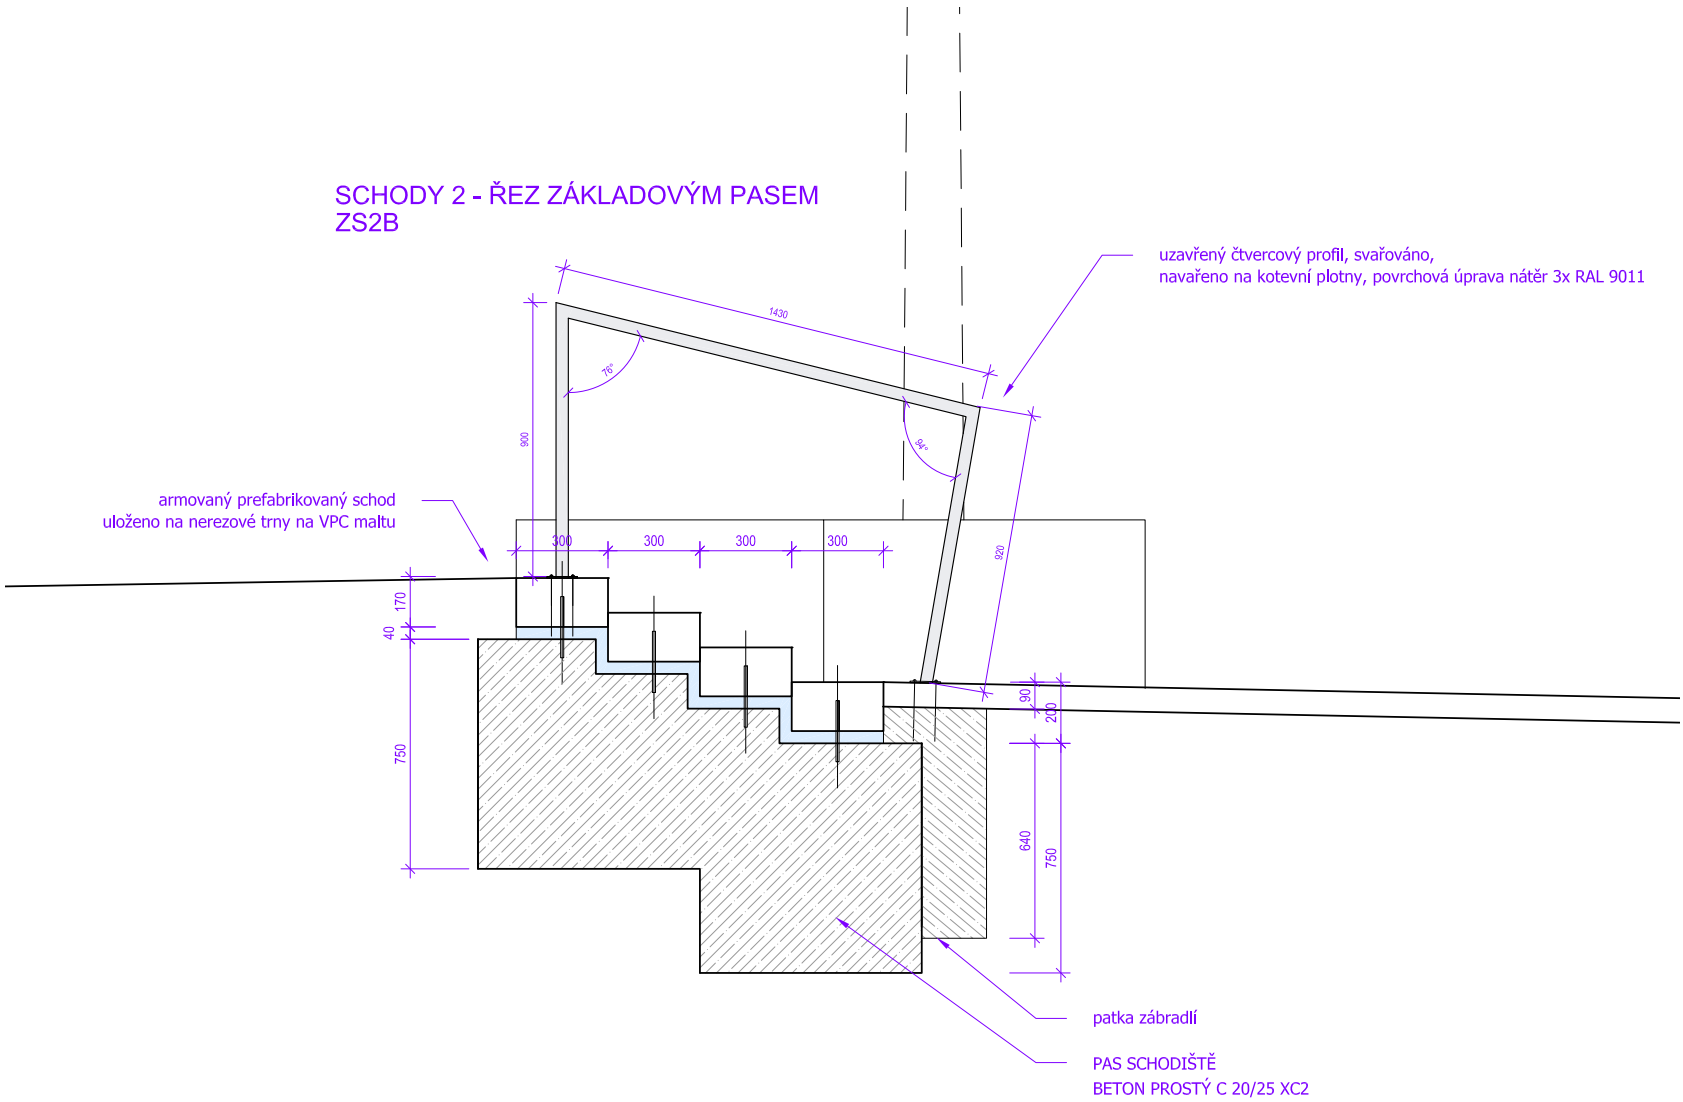 SCHODY 2 - ŘEZ ZÁKLADOVÝM PASEM
ZS2B
uzavřený čtvercový profil, svařováno,
navařeno na kotevní plotny, povrchová úprava nátěr 3x RAL 9011
1430
76°
94°
900
920
armovaný prefabrikovaný schod
uloženo na nerezové trny na VPC maltu
300
300
300
300
170
40
750
90
200
640
750
patka zábradlí
PAS SCHODIŠTĚ
BETON PROSTÝ C 20/25 XC2